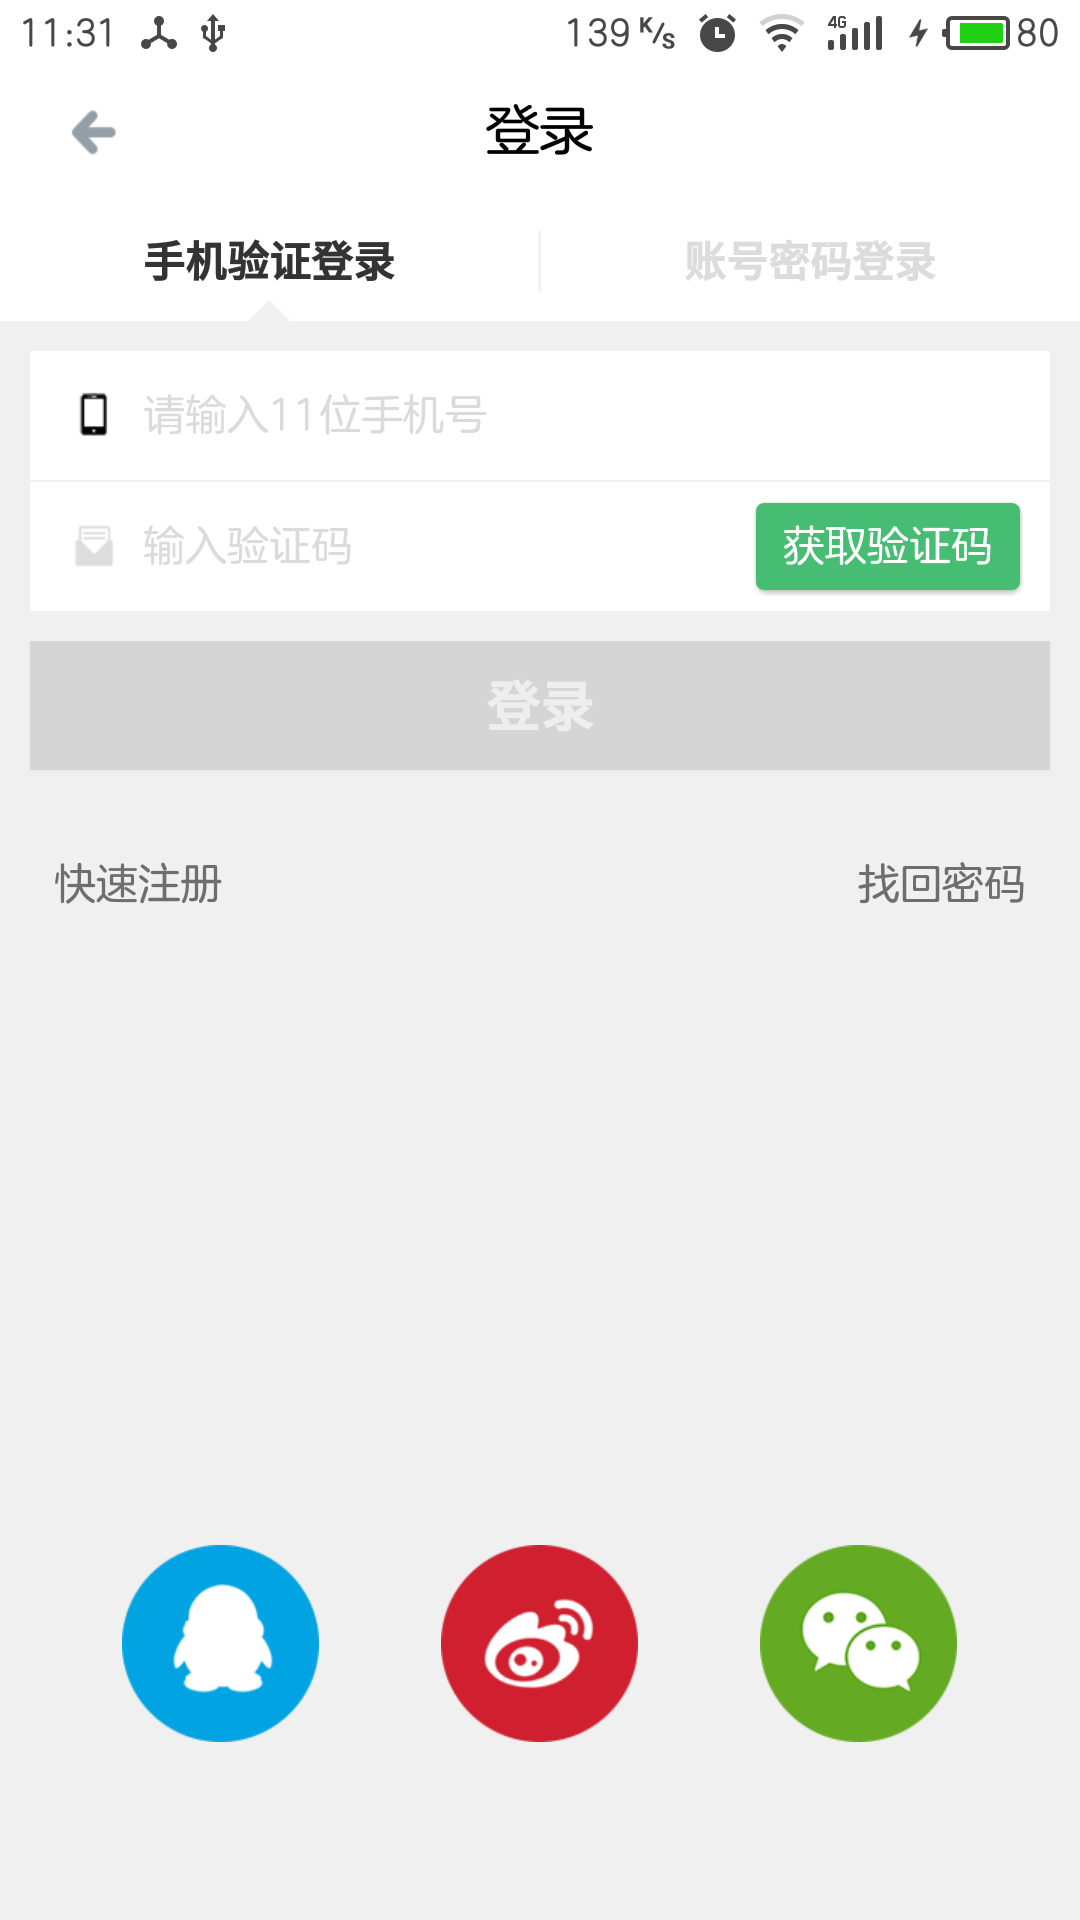 11:31 139 K/s 4G 80
登录
手机验证登录 账号密码登录
请输入11位手机号
输入验证码 获取验证码
登录
快速注册 找回密码